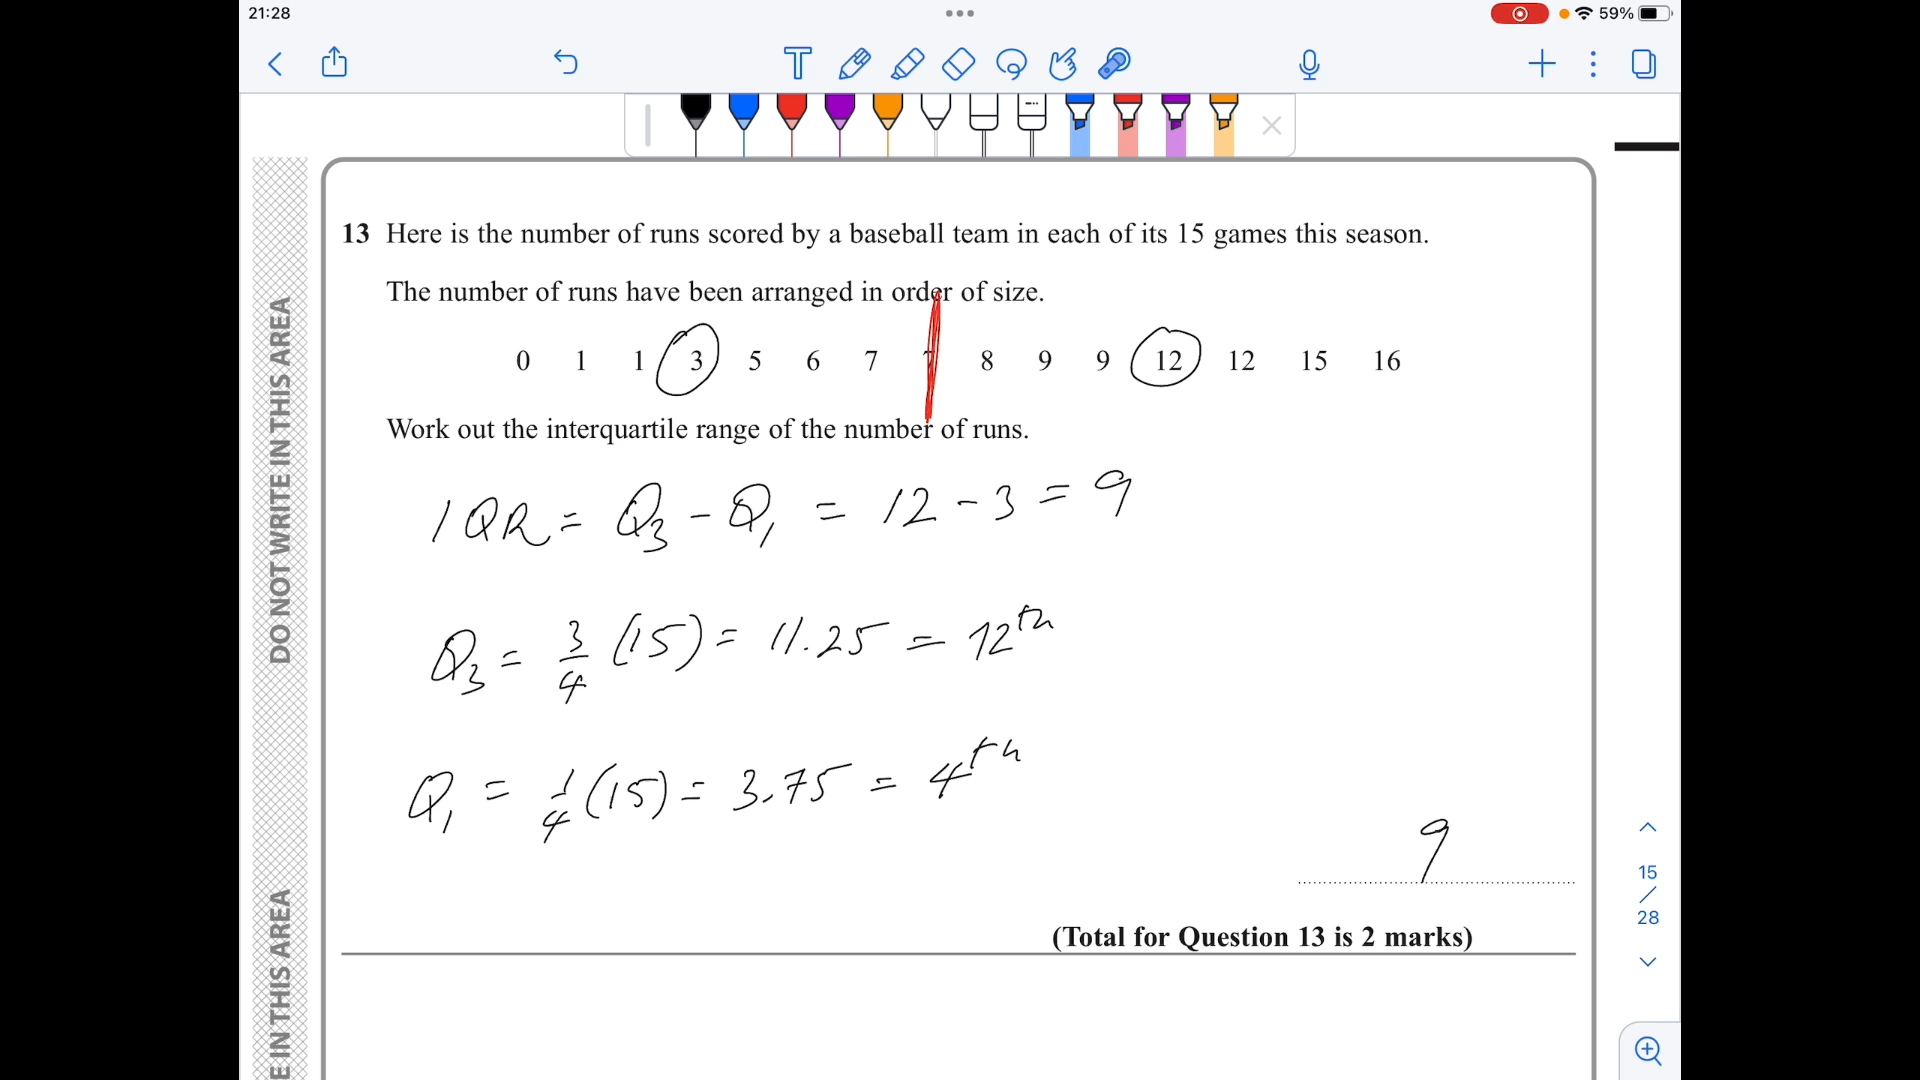 21:28
59%
13 Here is the number of runs scored by a baseball team in each of its 15 games this season.
The number of runs have been arranged in order of size.
0 1 1 3 5 6 7 7 8 9 9 12 12 15 16
Work out the interquartile range of the number of runs.
IQR = Q₃ - Q₁ = 12 - 3 = 9
Q₃ = 3/4 (15) = 11.25 = 12th
Q₁ = 1/4 (15) = 3.75 = 4th
9
(Total for Question 13 is 2 marks)
DO NOT WRITE IN THIS AREA
E IN THIS AREA
15
/
28